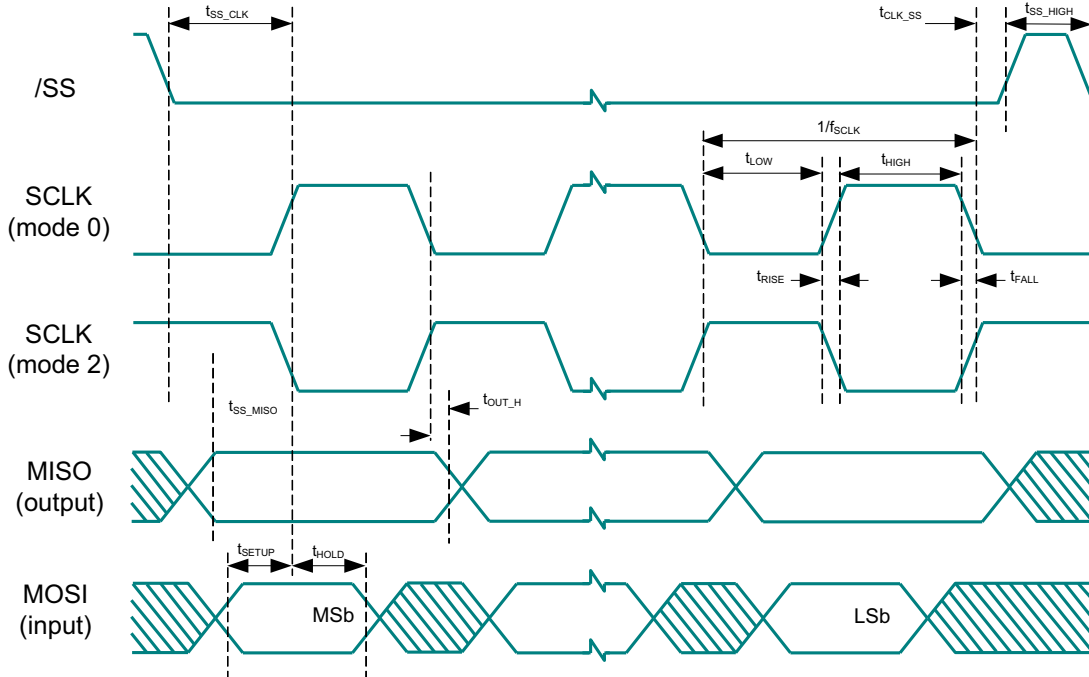 tSS_CLK
tCLK_SS
tSS_HIGH
/SS
1/fSCLK
tLOW
tHIGH
SCLK
(mode 0)
tRISE
tFALL
SCLK
(mode 2)
tSS_MISO
tOUT_H
MISO
(output)
tSETUP
tHOLD
MOSI
(input)
MSb
LSb